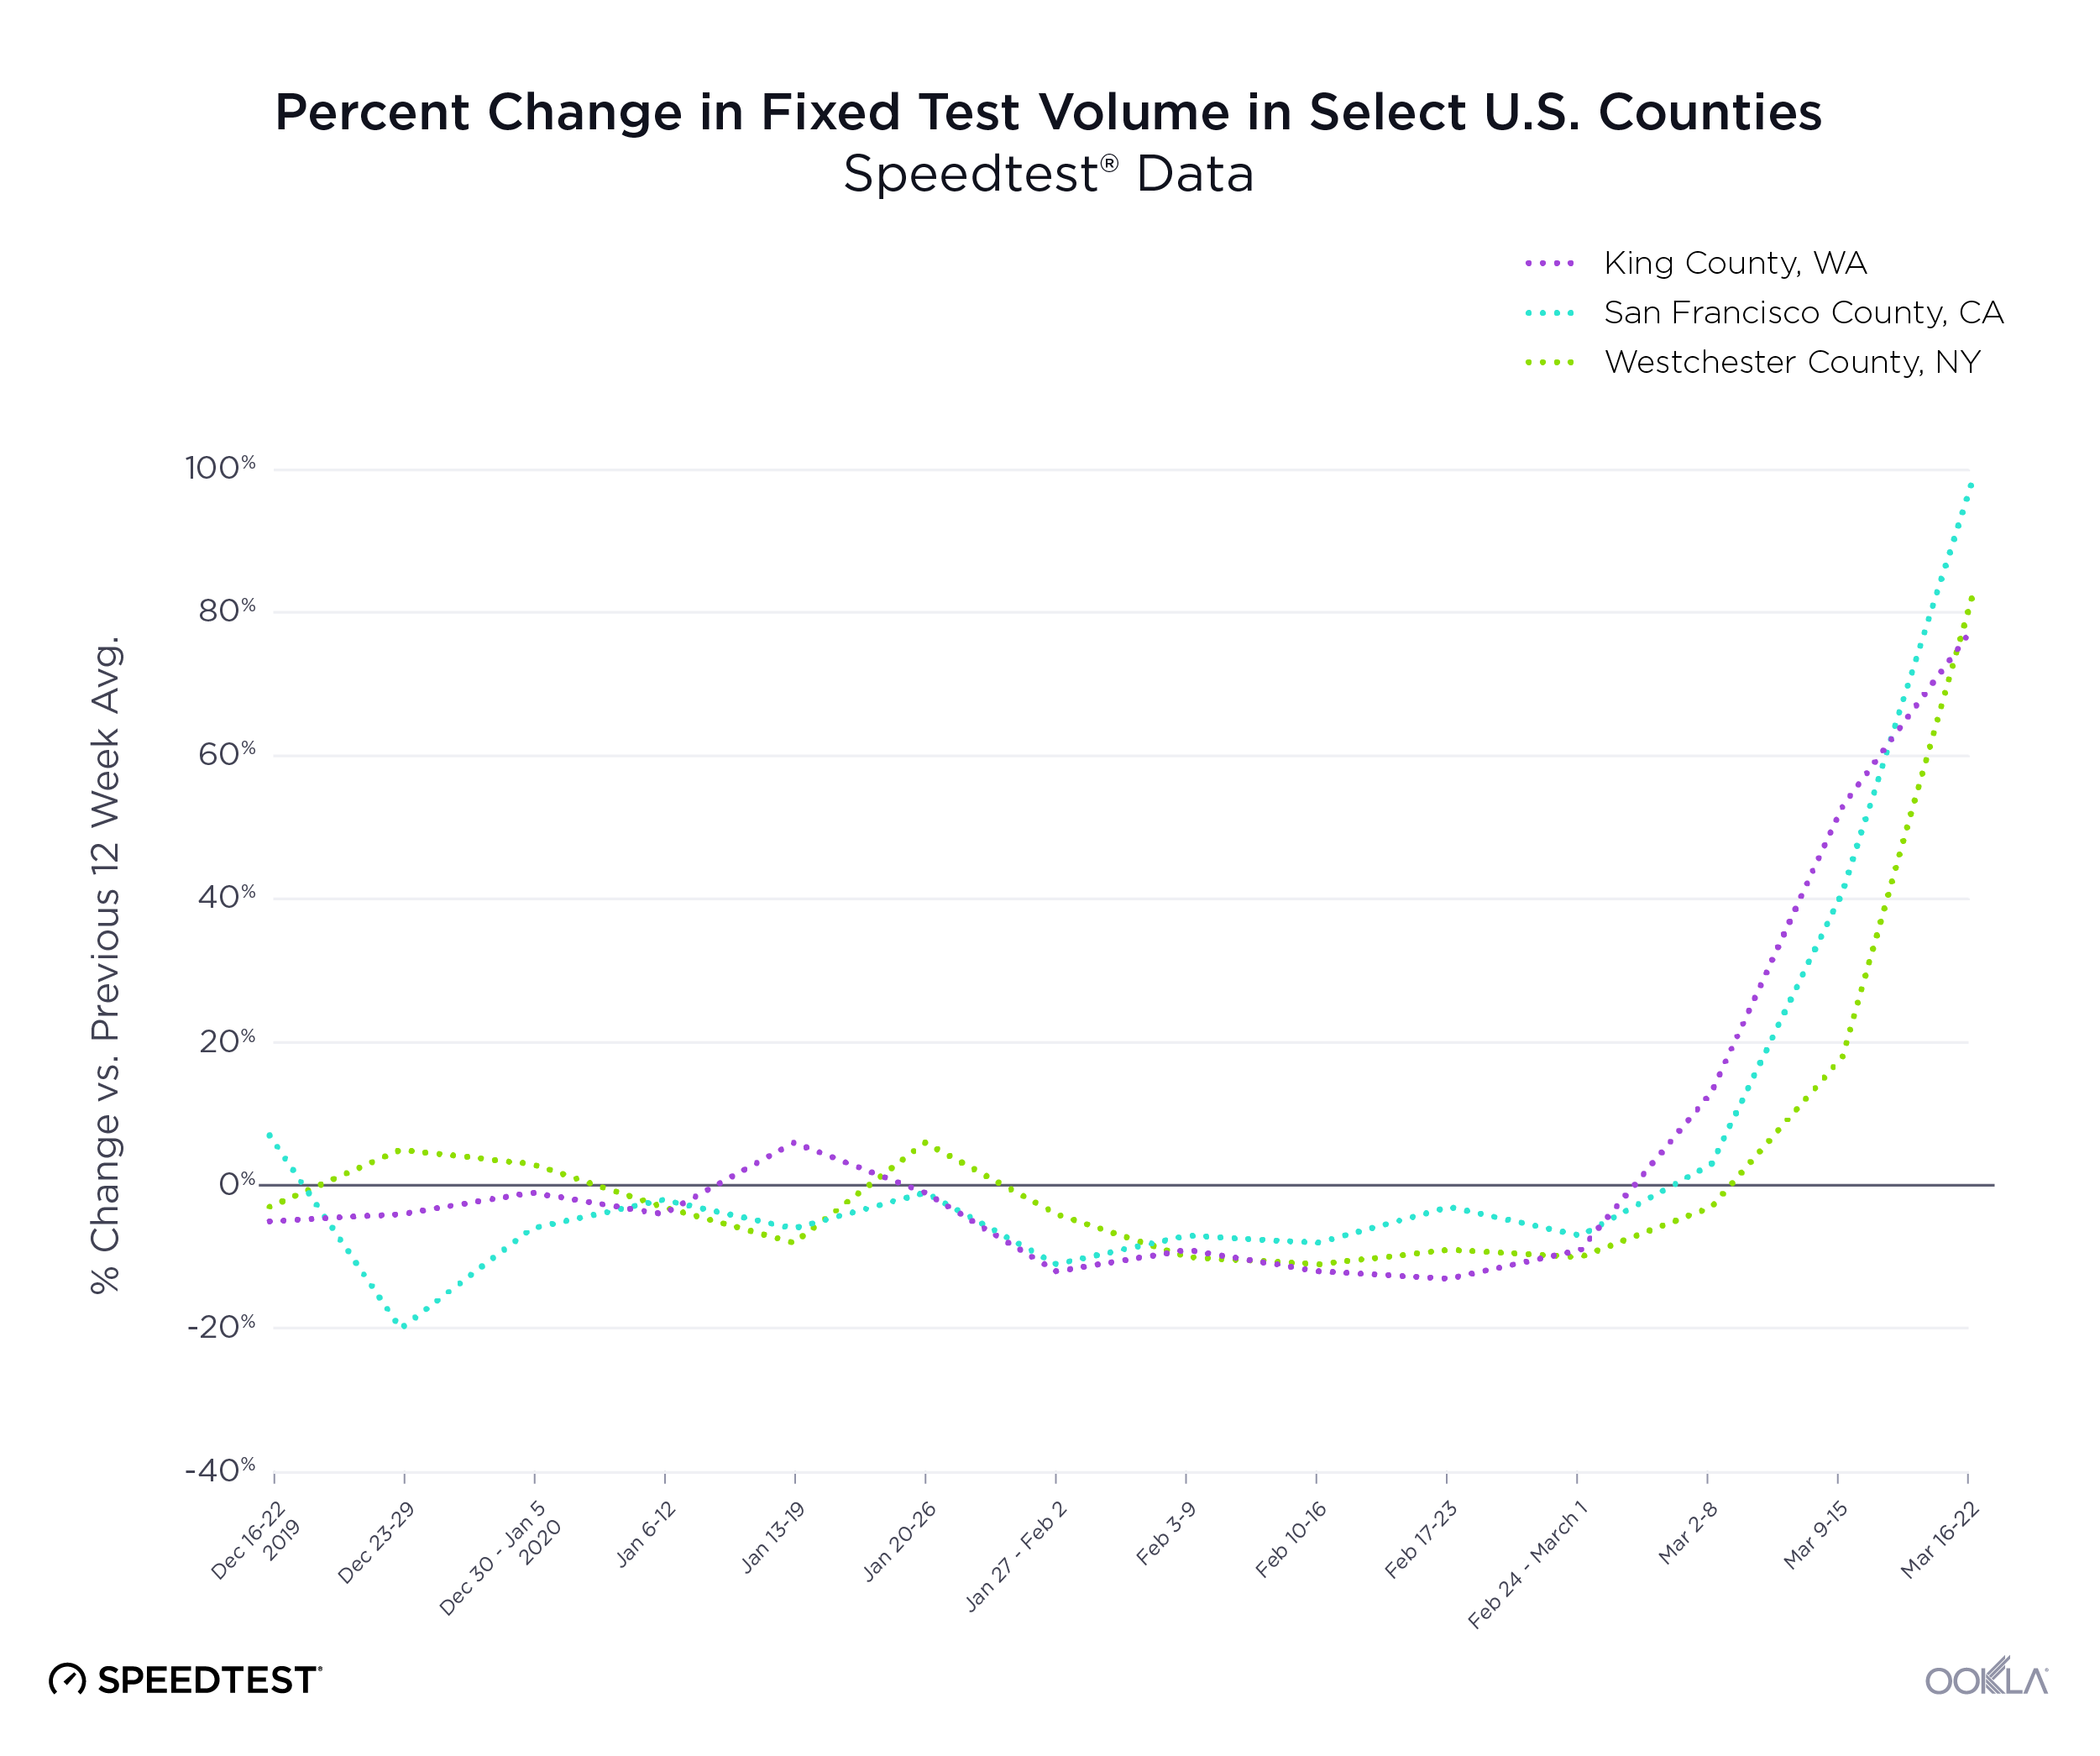 Percent Change in Fixed Test Volume in Select U.S. Counties
Speedtest® Data
King County, WA
San Francisco County, CA
Westchester County, NY
% Change vs. Previous 12 Week Avg.
100%
80%
60%
40%
20%
0%
-20%
-40%
Dec 16-22
2019
Dec 23-29
Dec 30 - Jan 5
2020
Jan 6-12
Jan 13-19
Jan 20-26
Jan 27 - Feb 2
Feb 3-9
Feb 10-16
Feb 17-23
Feb 24 - March 1
Mar 2-8
Mar 9-15
Mar 16-22
SPEEDTEST®
OOKLA®